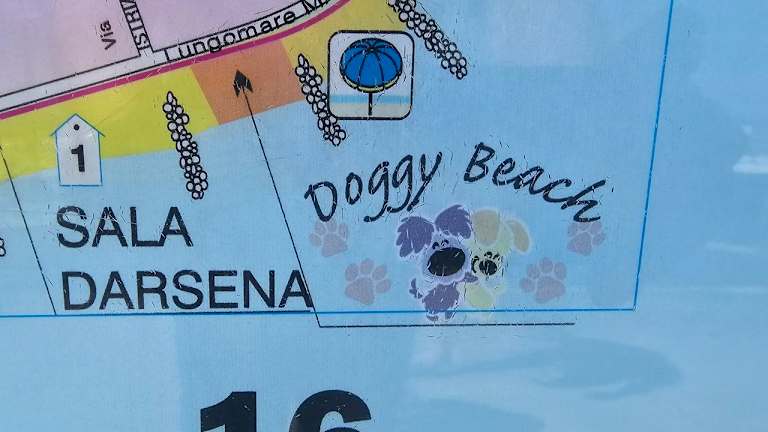 Via
Lungomare
1
Doggy Beach
SALA
DARSENA
16